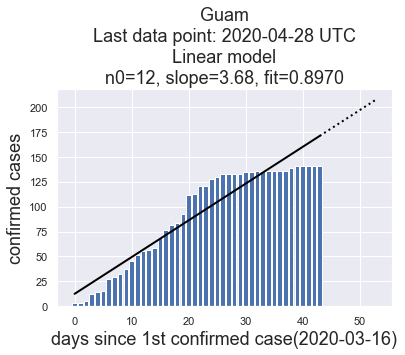 Guam
Last data point: 2020-04-28 UTC
Linear model
n0=12, slope=3.68, fit=0.8970
200
175
150
125
100
75
50
25
0
confirmed cases
0 10 20 30 40 50
days since 1st confirmed case(2020-03-16)